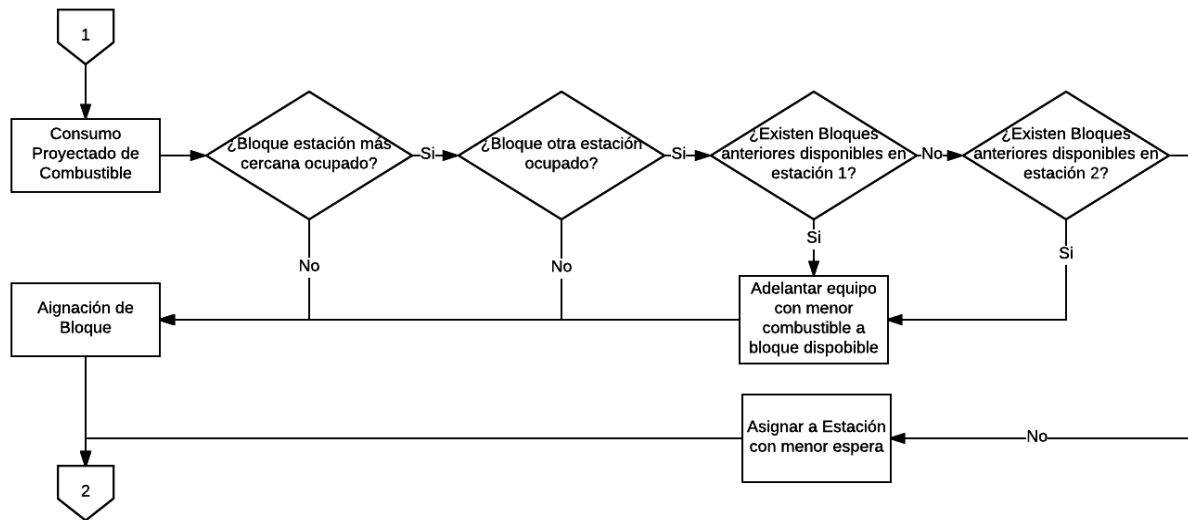 1
Consumo
Proyectado de
Combustible
¿Bloque estación más
cercana ocupado?
Si
¿Bloque otra estación
ocupado?
Si
¿Existen Bloques
anteriores disponibles en
estación 1?
No
¿Existen Bloques
anteriores disponibles en
estación 2?
No
No
Si
Si
Aignación de
Bloque
Adelantar equipo
con menor
combustible a
bloque dispobible
Asignar a Estación
con menor espera
No
2